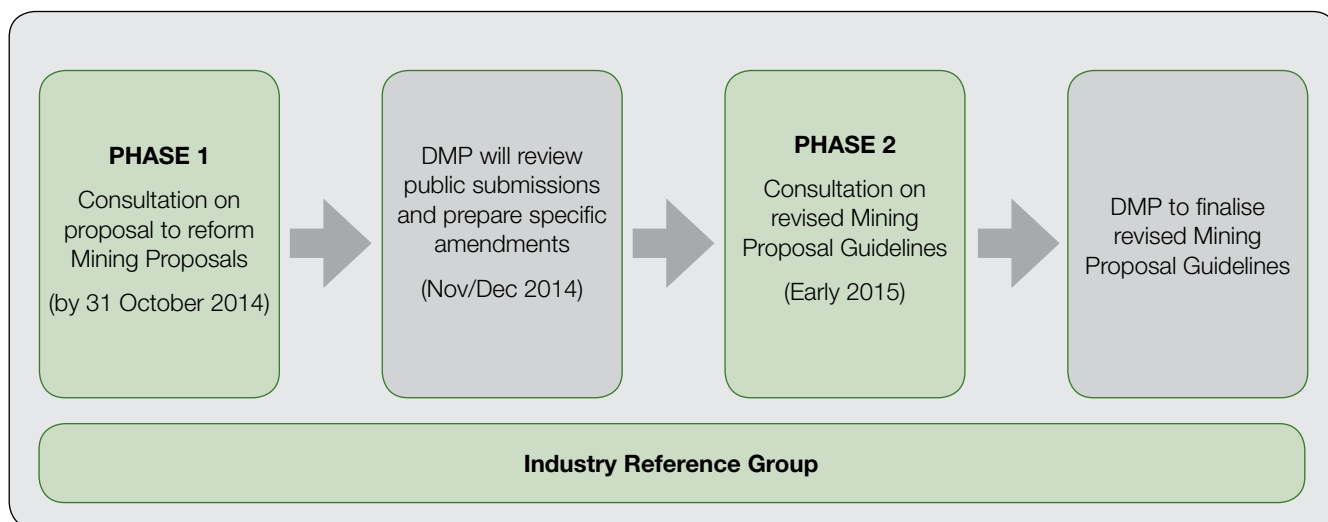 PHASE 1
Consultation on
proposal to reform
Mining Proposals
(by 31 October 2014)
DMP will review
public submissions
and prepare specific
amendments
(Nov/Dec 2014)
PHASE 2
Consultation on
revised Mining
Proposal Guidelines
(Early 2015)
DMP to finalise
revised Mining
Proposal Guidelines
Industry Reference Group